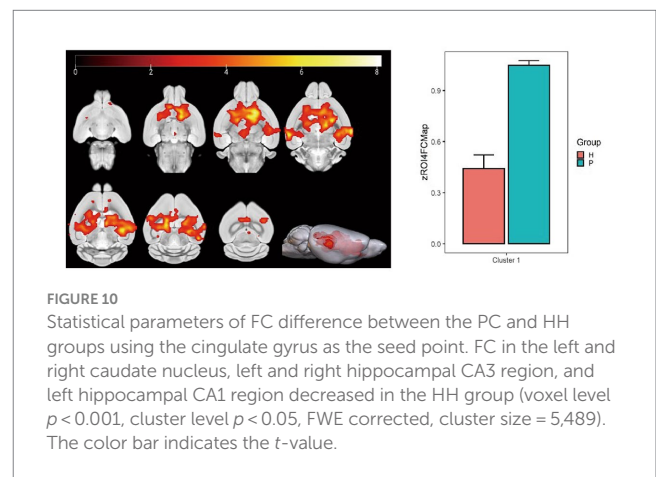 0 2 4 6 8
zROI4FCMap
0.9
0.6
0.3
0.0
Cluster 1
Group
H
P
FIGURE 10
Statistical parameters of FC difference between the PC and HH
groups using the cingulate gyrus as the seed point. FC in the left and
right caudate nucleus, left and right hippocampal CA3 region, and
left hippocampal CA1 region decreased in the HH group (voxel level
p < 0.001, cluster level p < 0.05, FWE corrected, cluster size = 5,489).
The color bar indicates the t-value.